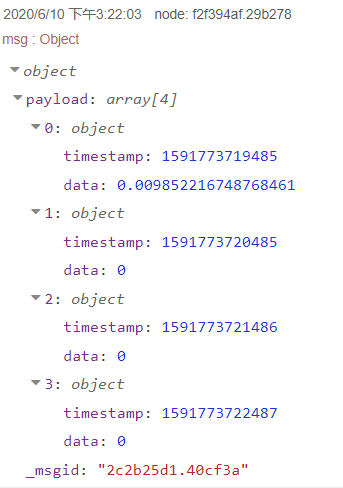 2020/6/10 下午3:22:03 node: f2f394af.29b278
msg : Object
object
payload: array[4]
0: object
timestamp: 1591773719485
data: 0.009852216748768461
1: object
timestamp: 1591773720485
data: 0
2: object
timestamp: 1591773721486
data: 0
3: object
timestamp: 1591773722487
data: 0
_msgid: "2c2b25d1.40cf3a"